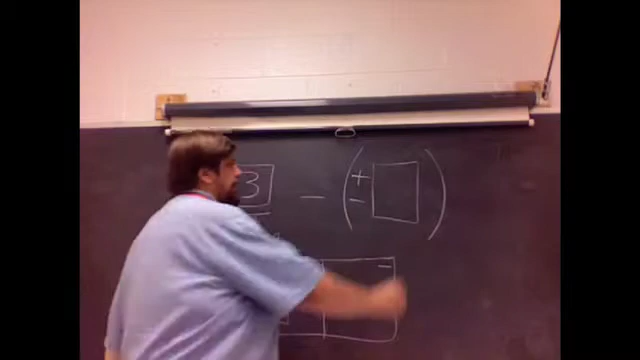 3 - ( + - )
-